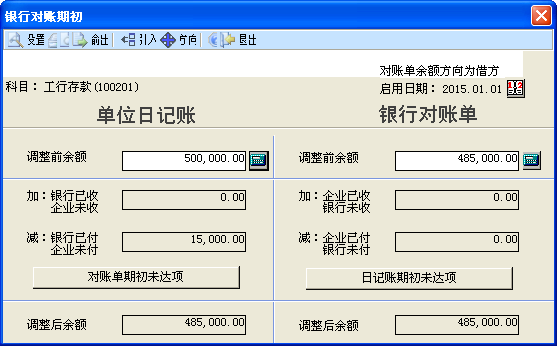 银行对账期初
设置 输出 引入 方向 退出
对账单余额方向为借方
科目：工行存款(100201)
启用日期：2015.01.01
单位日记账
银行对账单
调整前余额 500,000.00
调整前余额 485,000.00
加：银行已收
企业未收
0.00
加：企业已收
银行未收
0.00
减：银行已付
企业未付
15,000.00
减：企业已付
银行未付
0.00
对账单期初未达项
日记账期初未达项
调整后余额 485,000.00
调整后余额 485,000.00